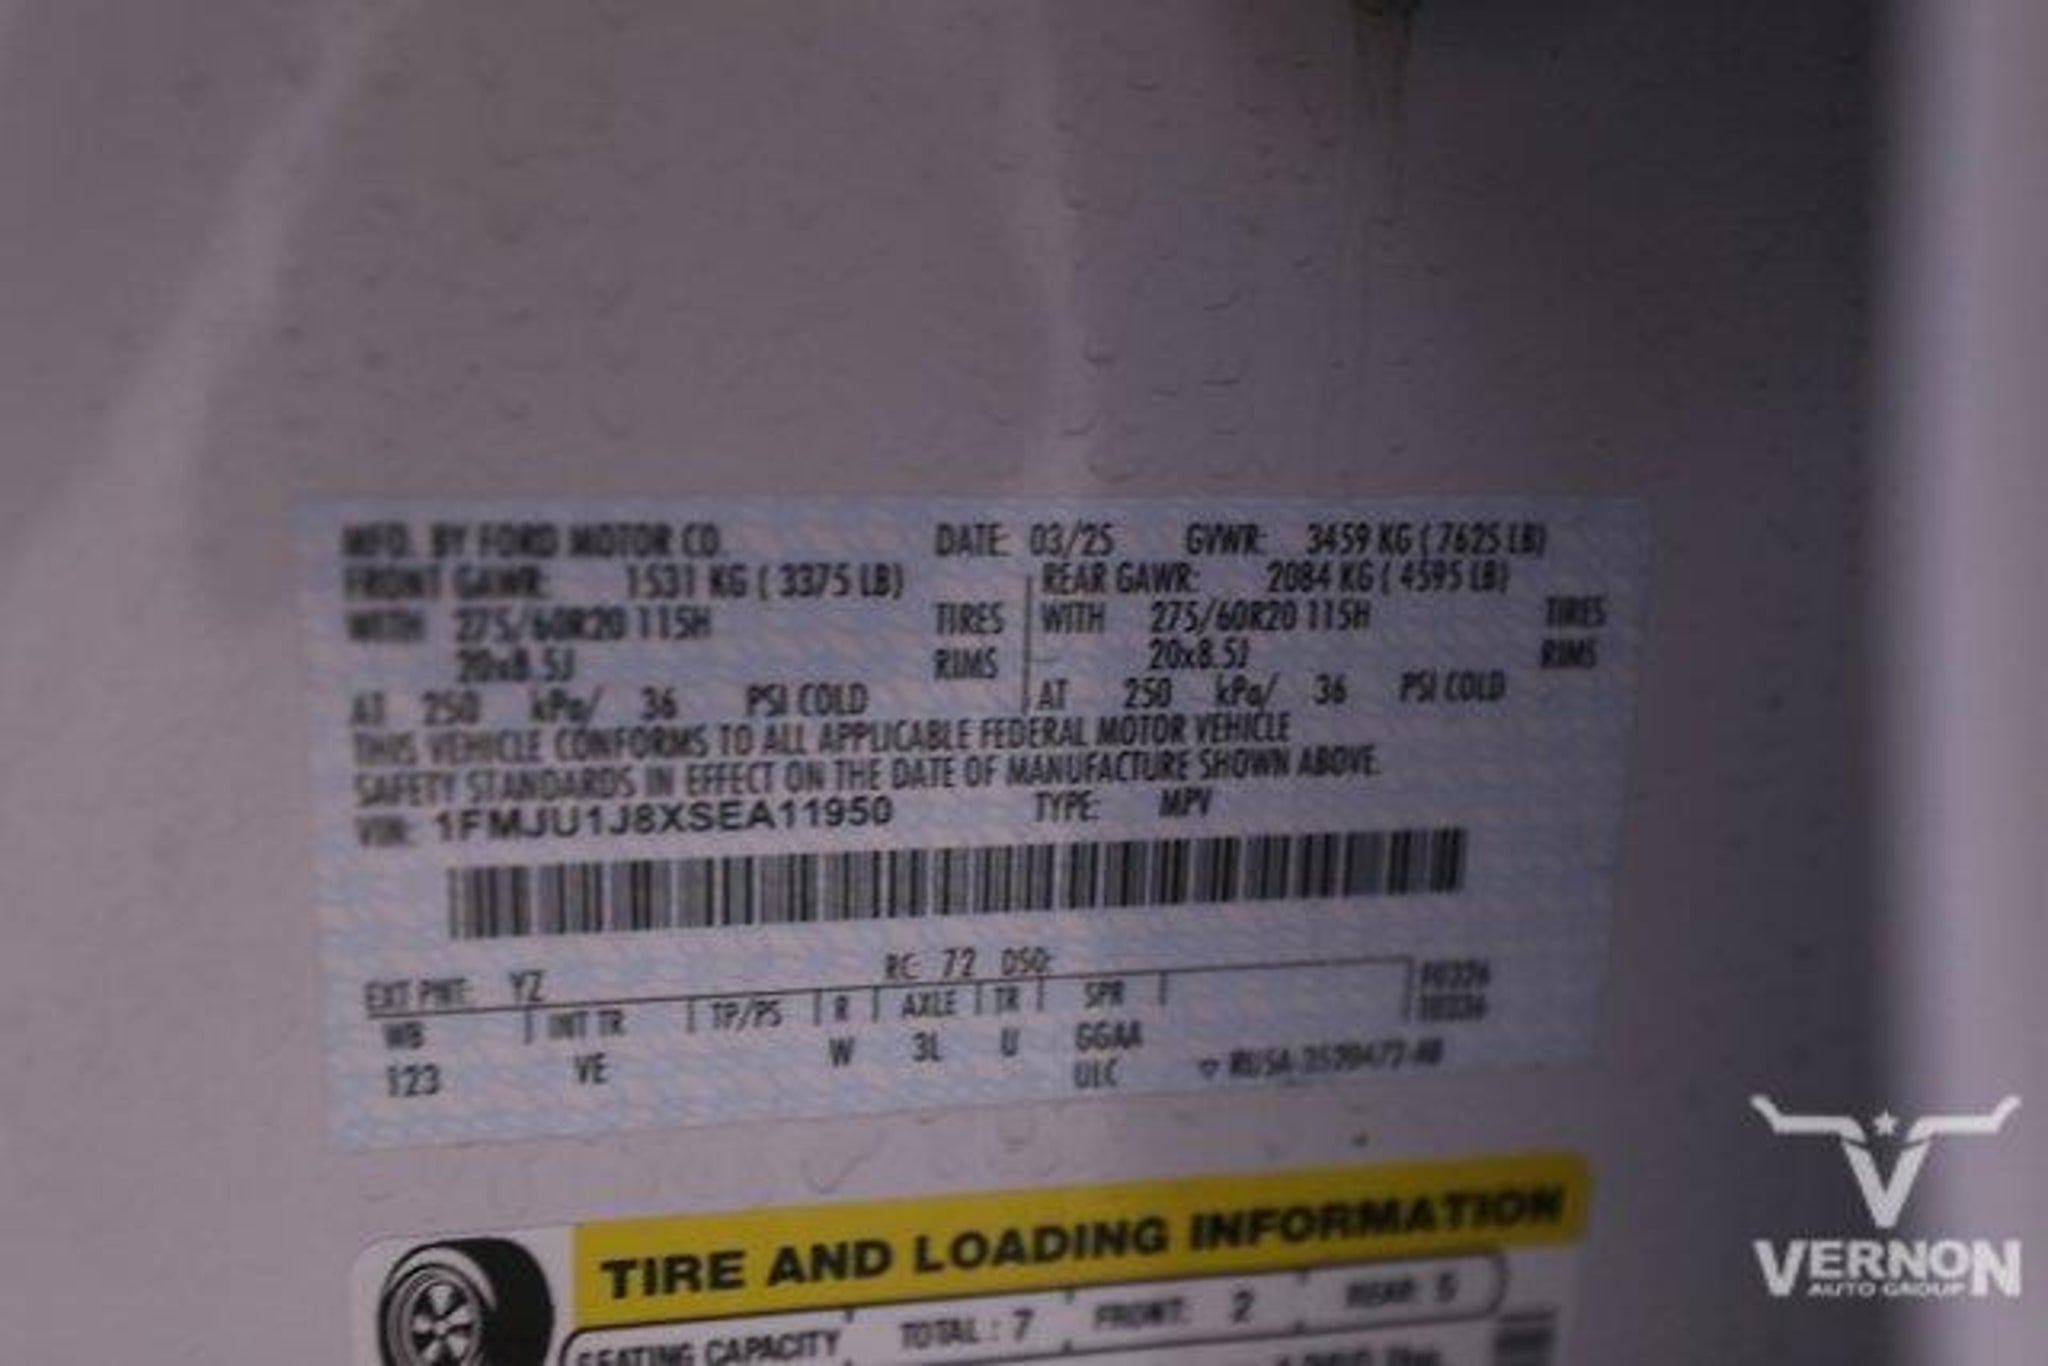 MFD. BY FORD MOTOR CO. DATE: 03/25 GVWR: 3459 KG ( 7625 LB)
FRONT GAWR: 1531 KG ( 3375 LB) REAR GAWR: 2084 KG ( 4595 LB)
WITH 275/60R20 115H TIRES WITH 275/60R20 115H TIRES
20x8.5J RIMS 20x8.5J RIMS
AT 250 kPa/ 36 PSI COLD AT 250 kPa/ 36 PSI COLD
THIS VEHICLE CONFORMS TO ALL APPLICABLE FEDERAL MOTOR VEHICLE
SAFETY STANDARDS IN EFFECT ON THE DATE OF MANUFACTURE SHOWN ABOVE.
VIN: 1FMJU1J8XSEA11950 TYPE: MPV
EXT PNT: YZ RC: 72 DSO:
WB INT TR TP/PS R AXLE TR SPR
123 VE W 3L U GGAA
ULC
TIRE AND LOADING INFORMATION
SEATING CAPACITY TOTAL : 7 FRONT: 2 REAR: 5
VERNON
AUTO GROUP